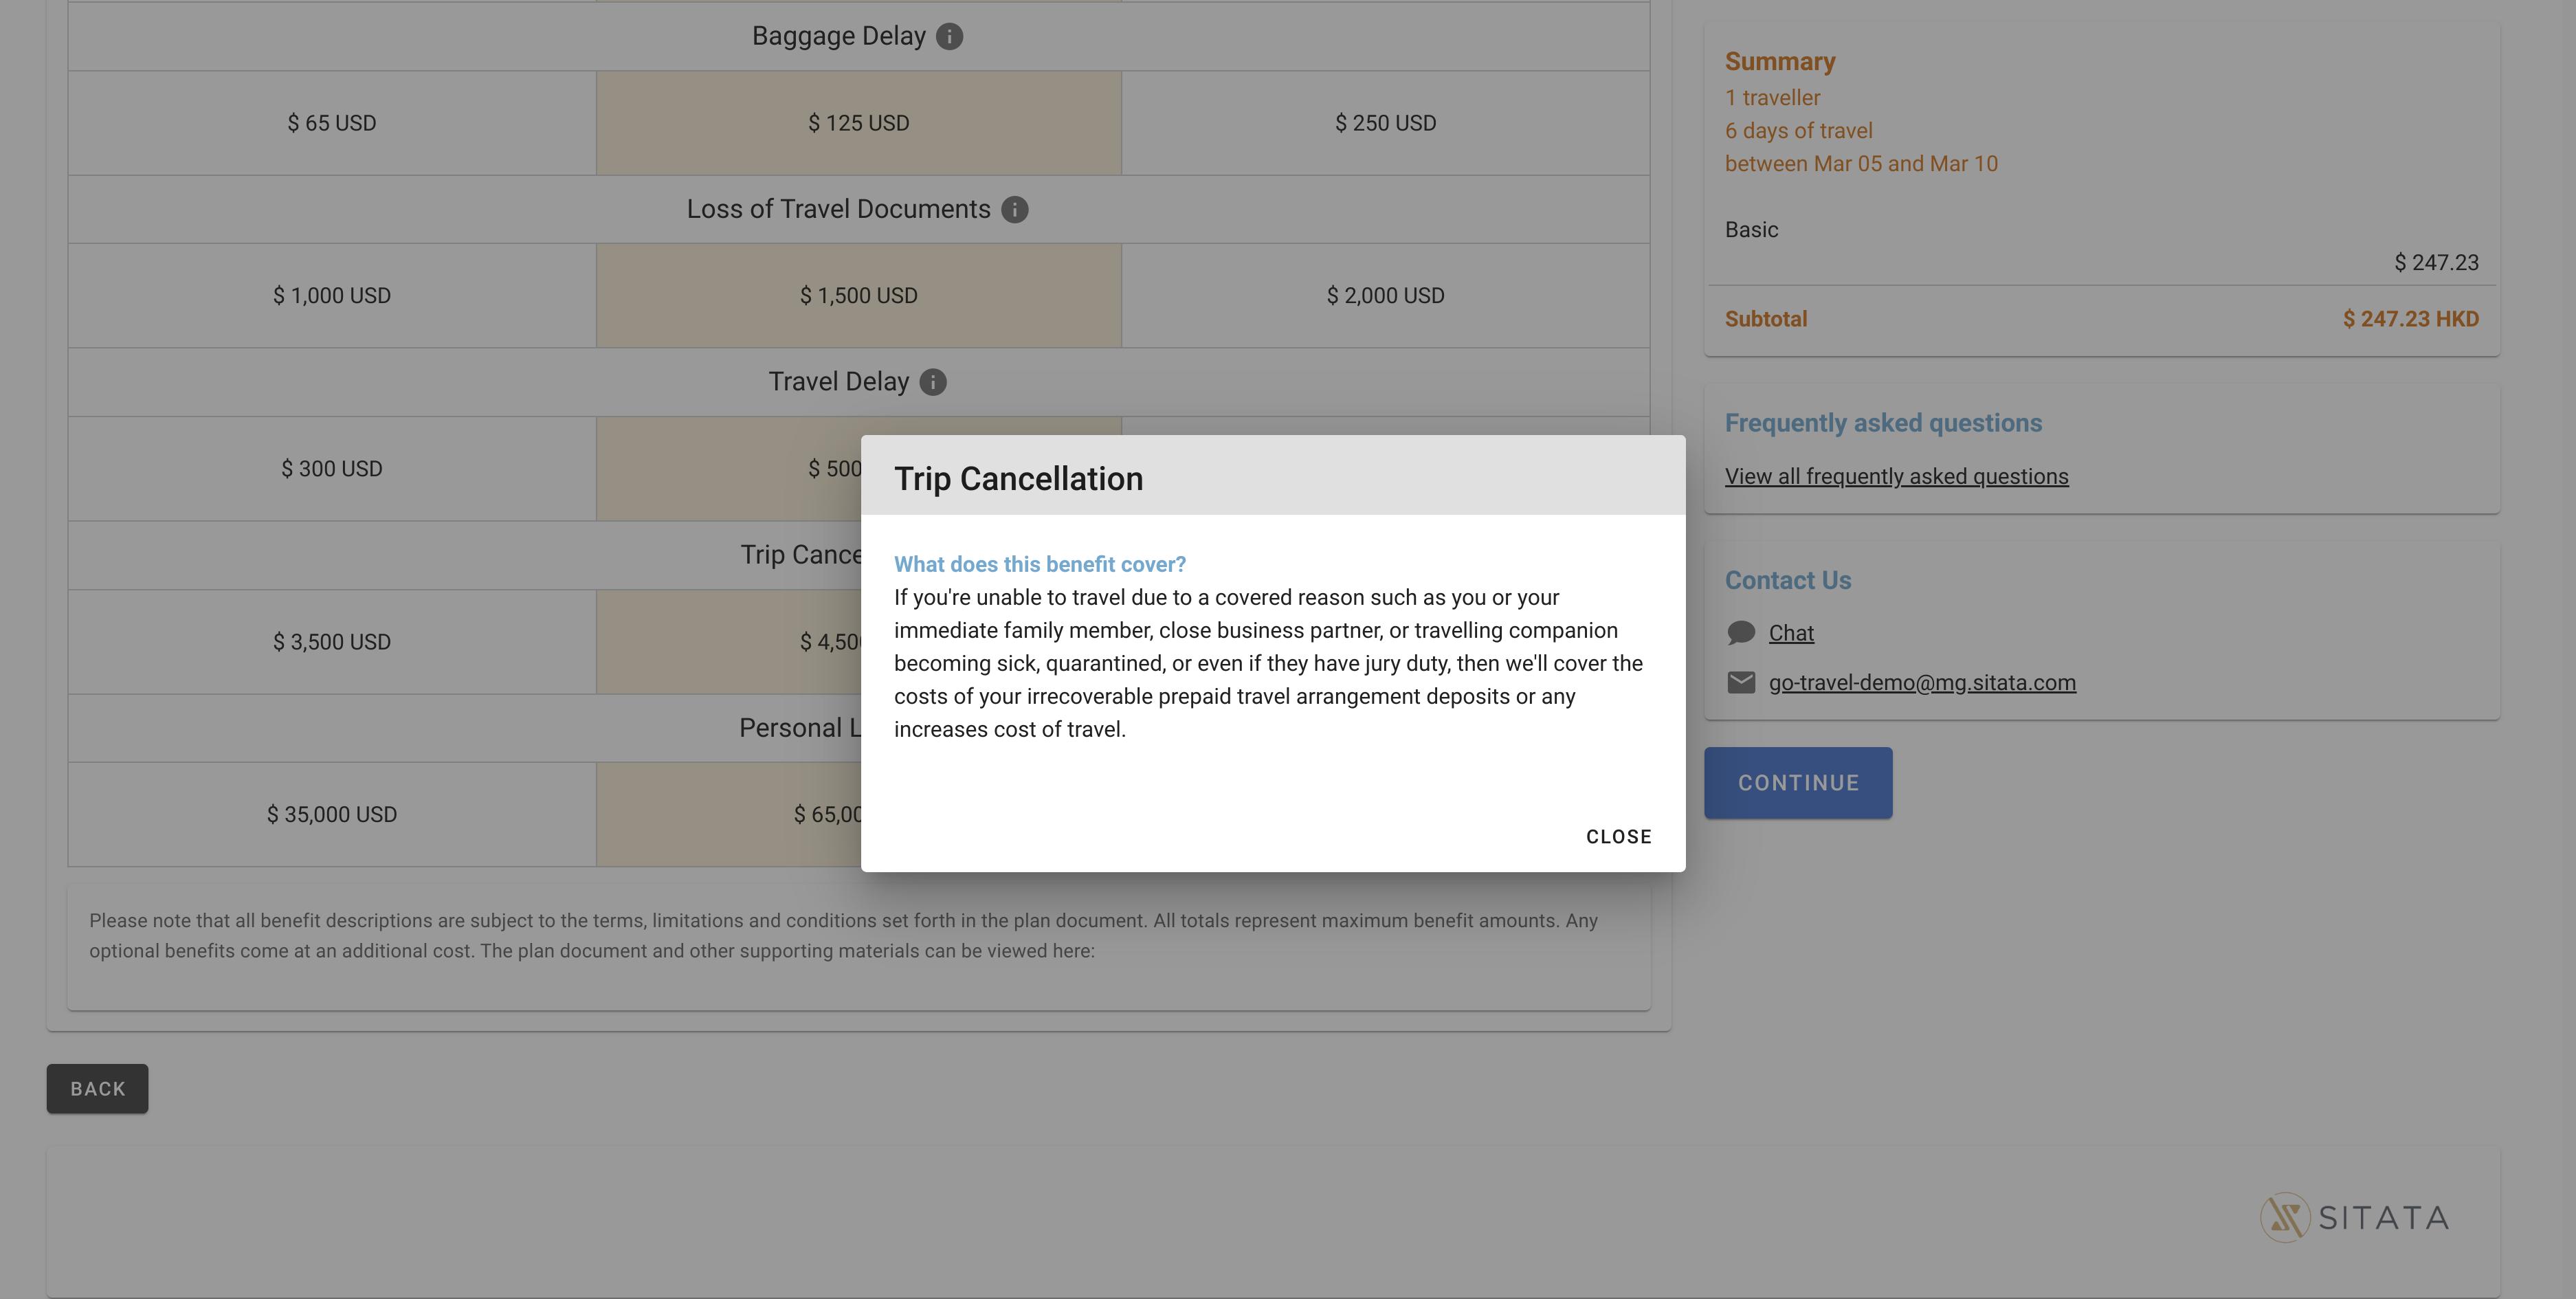 Baggage Delay
$ 65 USD
$ 125 USD
$ 250 USD
Loss of Travel Documents
$ 1,000 USD
$ 1,500 USD
$ 2,000 USD
Travel Delay
$ 300 USD
$ 500
Trip Cance
$ 3,500 USD
$ 4,50
Personal L
$ 35,000 USD
$ 65,00
Please note that all benefit descriptions are subject to the terms, limitations and conditions set forth in the plan document. All totals represent maximum benefit amounts. Any
optional benefits come at an additional cost. The plan document and other supporting materials can be viewed here:
BACK
Trip Cancellation
What does this benefit cover?
If you're unable to travel due to a covered reason such as you or your
immediate family member, close business partner, or travelling companion
becoming sick, quarantined, or even if they have jury duty, then we'll cover the
costs of your irrecoverable prepaid travel arrangement deposits or any
increases cost of travel.
CLOSE
Summary
1 traveller
6 days of travel
between Mar 05 and Mar 10
Basic
$ 247.23
Subtotal
$ 247.23 HKD
Frequently asked questions
View all frequently asked questions
Contact Us
Chat
go-travel-demo@mg.sitata.com
CONTINUE
SITATA